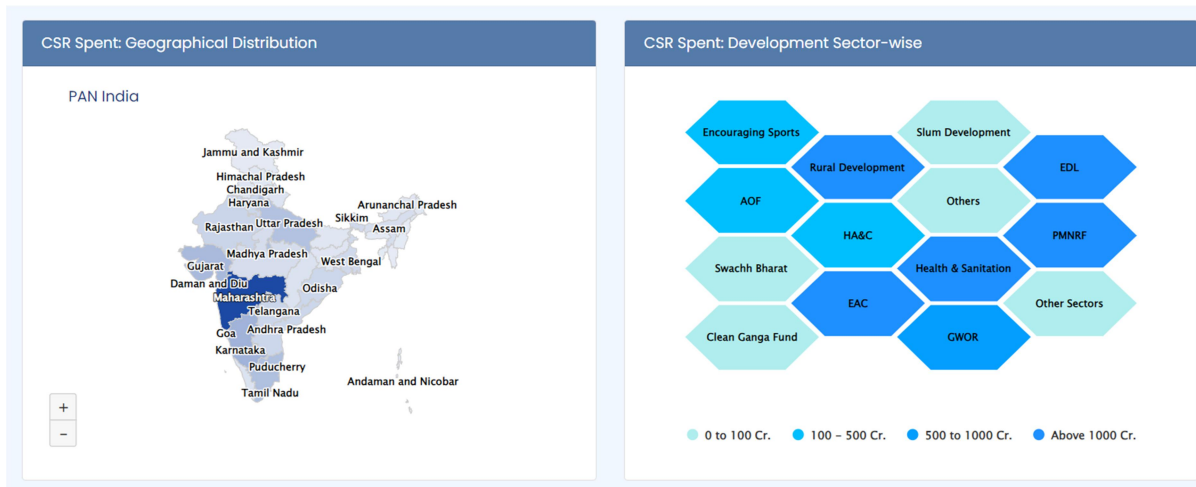 CSR Spent: Geographical Distribution
PAN India
Jammu and Kashmir
Himachal Pradesh
Chandigarh
Haryana
Arunanchal Pradesh
Sikkim
Rajasthan
Uttar Pradesh
Assam
Madhya Pradesh
West Bengal
Gujarat
Daman and Diu
Odisha
Maharashtra
Telangana
Goa
Andhra Pradesh
Karnataka
Puducherry
Andaman and Nicobar
Tamil Nadu
+
−
CSR Spent: Development Sector-wise
Encouraging Sports
Slum Development
Rural Development
EDL
AOF
Others
HA&C
PMNRF
Swachh Bharat
Health & Sanitation
EAC
Other Sectors
Clean Ganga Fund
GWOR
0 to 100 Cr.
100 – 500 Cr.
500 to 1000 Cr.
Above 1000 Cr.